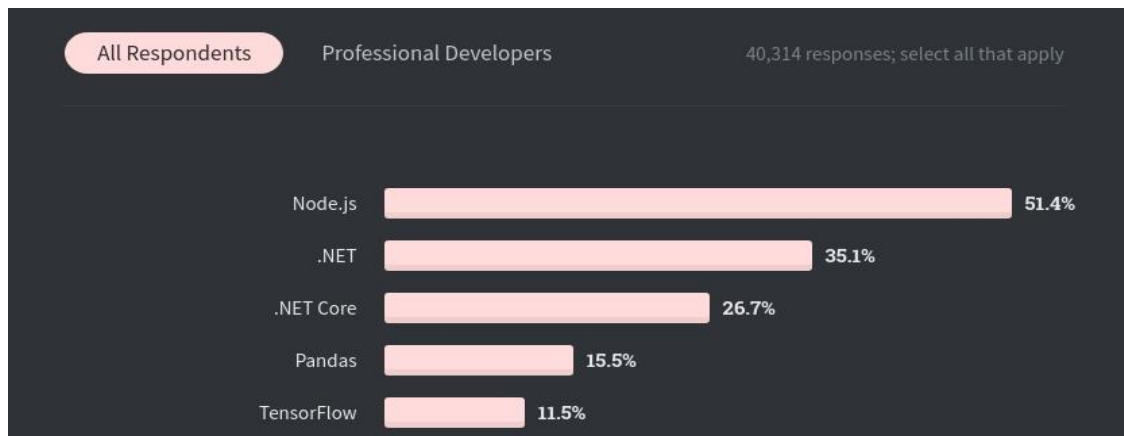 All Respondents Professional Developers 40,314 responses; select all that apply
Node.js 51.4%
.NET 35.1%
.NET Core 26.7%
Pandas 15.5%
TensorFlow 11.5%